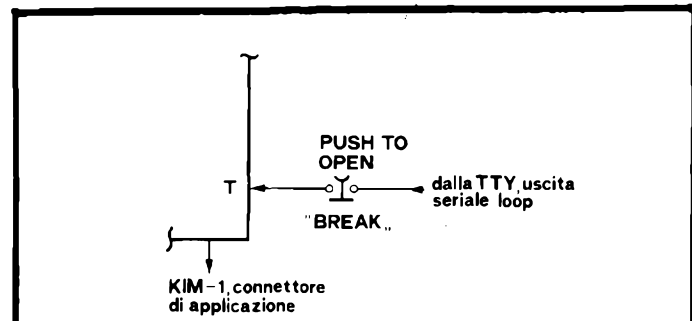 PUSH TO
OPEN
T
dalla TTY, uscita
seriale loop
"BREAK„
KIM-1, connettore
di applicazione